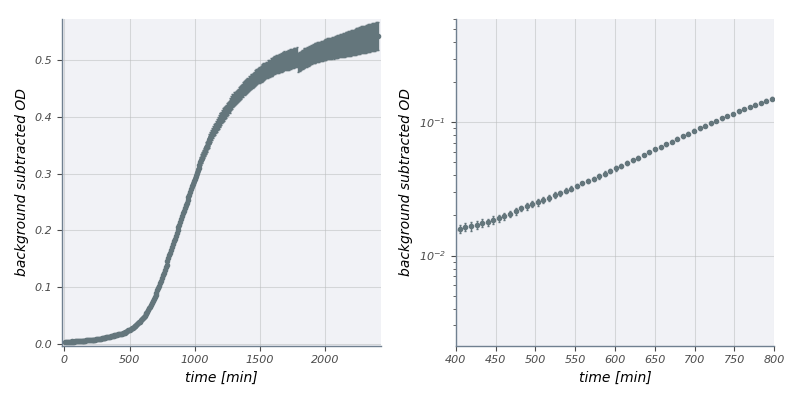 background subtracted OD
0.5
0.4
0.3
0.2
0.1
0.0
0 500 1000 1500 2000
time [min]
background subtracted OD
10⁻¹
10⁻²
400 450 500 550 600 650 700 750 800
time [min]